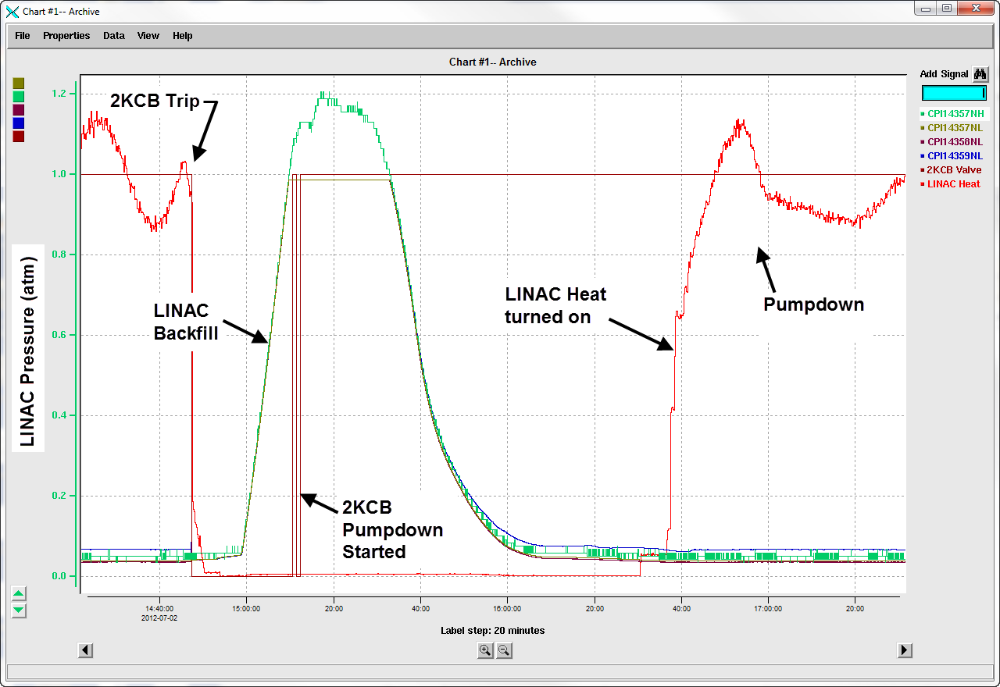 Chart #1-- Archive
File Properties Data View Help
Chart #1-- Archive
Add Signal
CPI14357NH
CPI14357NL
CPI14358NL
CPI14359NL
2KCB Valve
LINAC Heat
LINAC Pressure (atm)
1.2
1.0
0.8
0.6
0.4
0.2
0.0
2KCB Trip
LINAC
Backfill
2KCB
Pumpdown
Started
LINAC Heat
turned on
Pumpdown
14:40:00 15:00:00 20:00 40:00 16:00:00 20:00 40:00 17:00:00 20:00
2012-07-02
Label step: 20 minutes